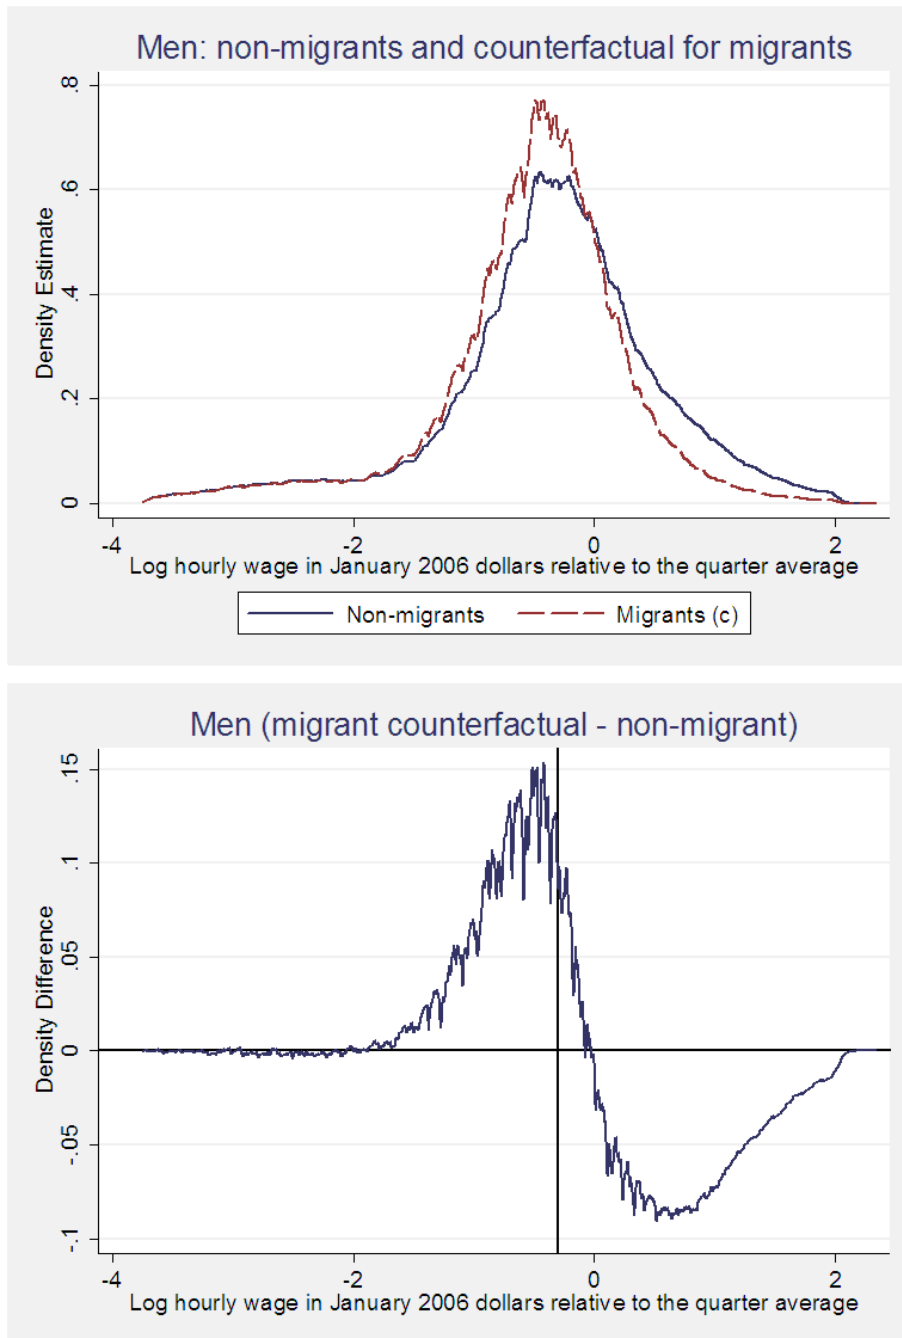 Men: non-migrants and counterfactual for migrants
.8
.6
.4
.2
0
Density Estimate
-4 -2 0 2
Log hourly wage in January 2006 dollars relative to the quarter average
Non-migrants Migrants (c)
Men (migrant counterfactual - non-migrant)
.15
.1
.05
0
-.05
-.1
Density Difference
-4 -2 0 2
Log hourly wage in January 2006 dollars relative to the quarter average